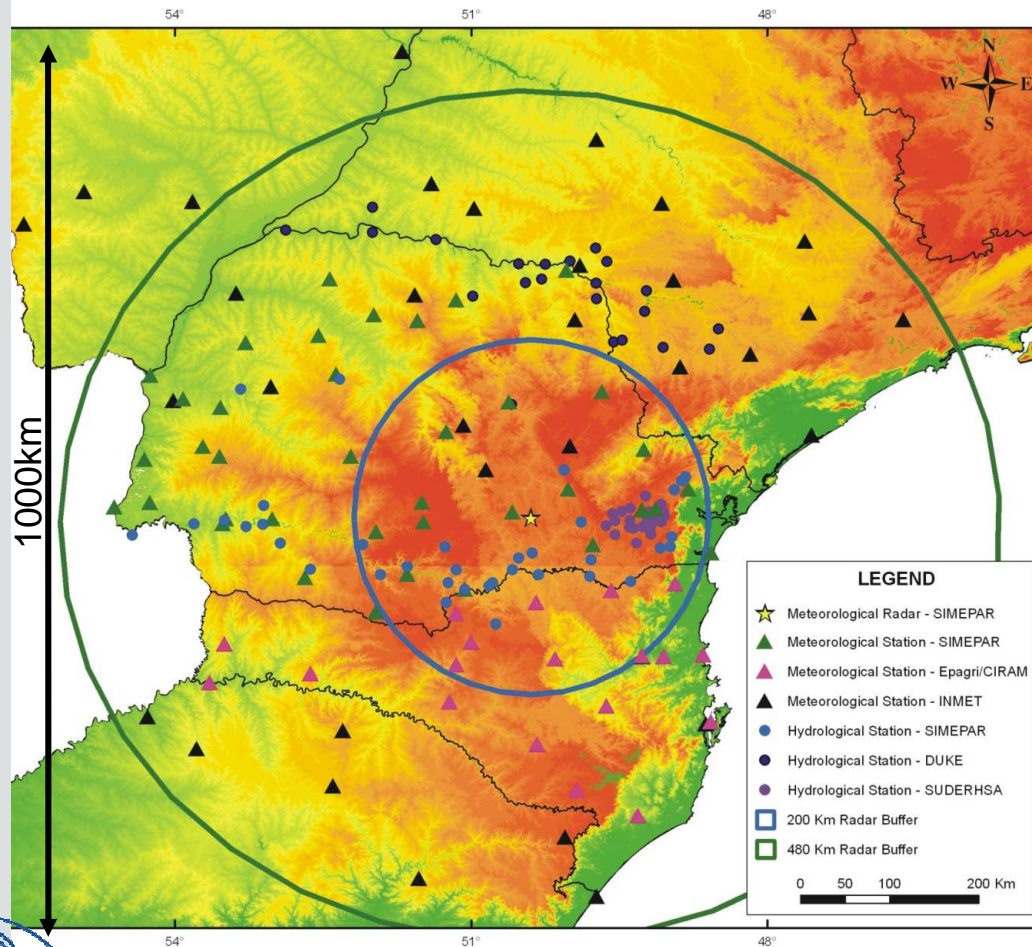 54°
51°
48°
N
W
E
S
1000km
LEGEND
Meteorological Radar - SIMEPAR
Meteorological Station - SIMEPAR
Meteorological Station - Epagri/CIRAM
Meteorological Station - INMET
Hydrological Station - SIMEPAR
Hydrological Station - DUKE
Hydrological Station - SUDERHSA
200 Km Radar Buffer
480 Km Radar Buffer
0 50 100 200 Km
54°
51°
48°